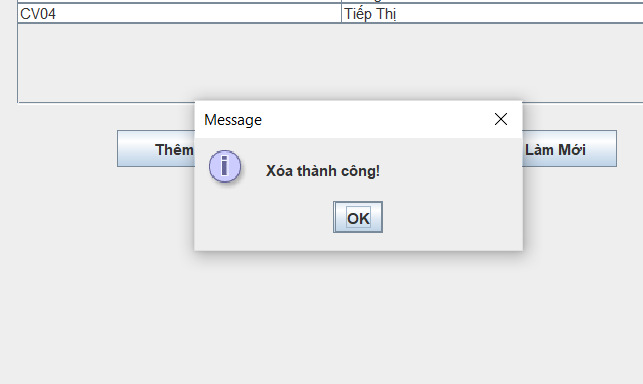 CV04 Tiếp Thị
Message
Thêm
Làm Mới
Xóa thành công!
OK